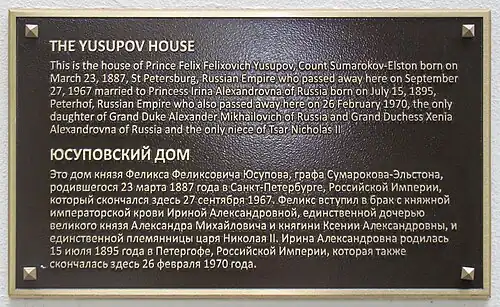 THE YUSUPOV HOUSE
This is the house of Prince Felix Felixovich Yusupov, Count Sumarokov-Elston born on
March 23, 1887, St Petersburg, Russian Empire who passed away here on September
27, 1967 married to Princess Irina Alexandrovna of Russia born on July 15, 1895,
Peterhof, Russian Empire who also passed away here on 26 February 1970, the only
daughter of Grand Duke Alexander Mikhailovich of Russia and Grand Duchess Xenia
Alexandrovna of Russia and the only niece of Tsar Nicholas II
ЮСУПОВСКИЙ ДОМ
Это дом князя Феликса Феликсовича Юсупова, графа Сумарокова-Эльстона,
родившегося 23 марта 1887 года в Санкт-Петербурге, Российской Империи,
который скончался здесь 27 сентября 1967. Феликс вступил в брак с княжной
императорской крови Ириной Александровной, единственной дочерью
великого князя Александра Михайловича и княгини Ксении Александровны, и
единственной племянницы царя Николая II. Ирина Александровна родилась
15 июля 1895 года в Петергофе, Российской Империи, которая также
скончалась здесь 26 февраля 1970 года.